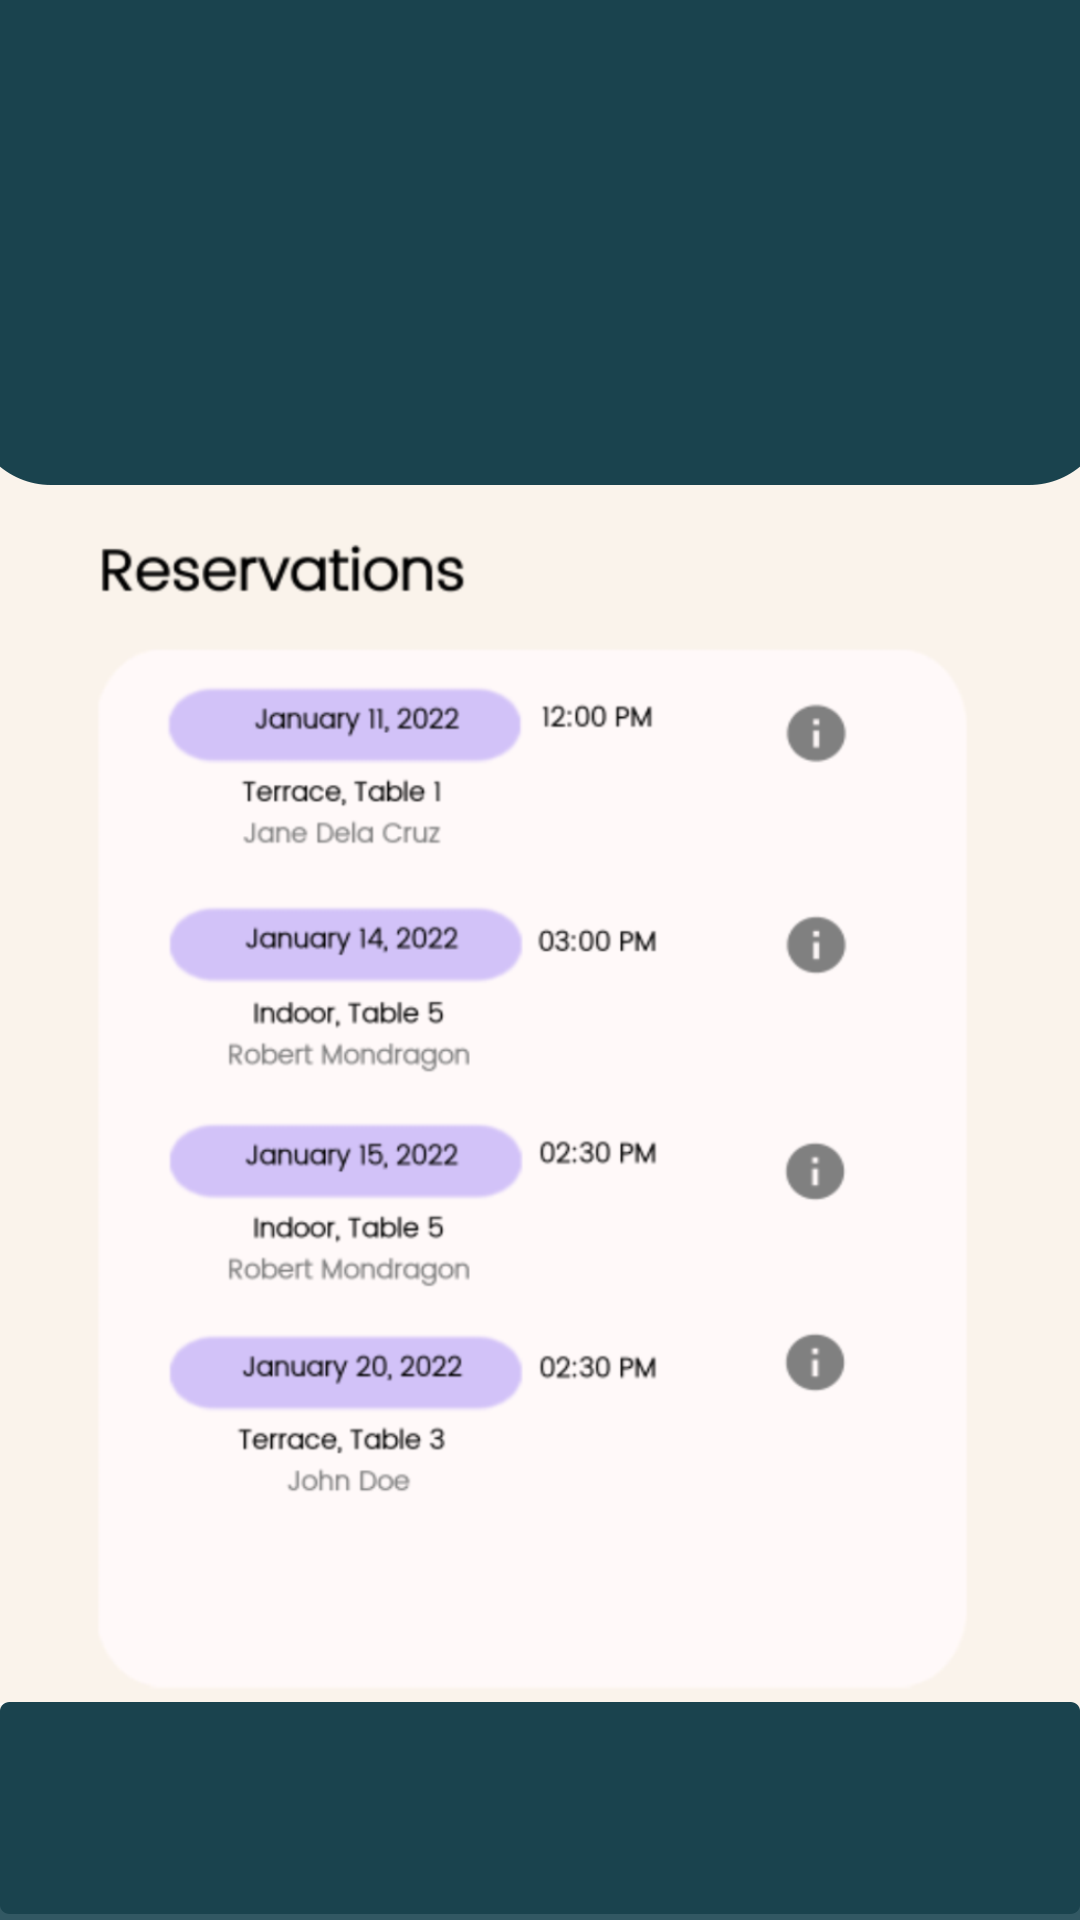 Reservations
January 11, 2022 12:00 PM
Terrace, Table 1
Jane Dela Cruz
January 14, 2022 03:00 PM
Indoor, Table 5
Robert Mondragon
January 15, 2022 02:30 PM
Indoor, Table 5
Robert Mondragon
January 20, 2022 02:30 PM
Terrace, Table 3
John Doe